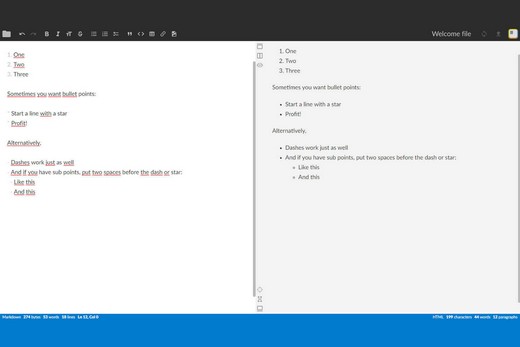 Welcome file
1. One
2. Two
3. Three
Sometimes you want bullet points:
Start a line with a star
Profit!
Alternatively,
Dashes work just as well
And if you have sub points, put two spaces before the dash or star:
Like this
And this
1. One
2. Two
3. Three
Sometimes you want bullet points:
• Start a line with a star
• Profit!
Alternatively,
• Dashes work just as well
• And if you have sub points, put two spaces before the dash or star:
Like this
And this
Markdown 274 bytes 53 words 18 lines Ln 12, Col 0
HTML 199 characters 44 words 12 paragraphs